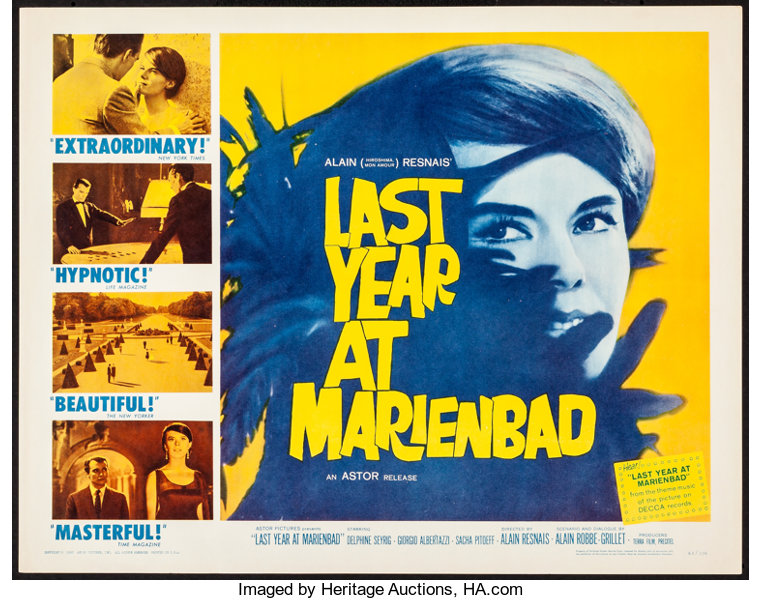 "EXTRAORDINARY!"
NEW YORK TIMES
"HYPNOTIC!"
LIFE MAGAZINE
"BEAUTIFUL!"
THE NEW YORKER
"MASTERFUL!"
TIME MAGAZINE
ALAIN (HIROSHIMA, MON AMOUR) RESNAIS'
LAST
YEAR
AT
MARIENBAD
AN ASTOR RELEASE
Hear!
"LAST YEAR AT
MARIENBAD"
from the theme music
of the picture on
DECCA records
ASTOR PICTURES presents
"LAST YEAR AT MARIENBAD"
STARRING
DELPHINE SEYRIG · GIORGIO ALBERTAZZI · SACHA PITOEFF
DIRECTED BY
ALAIN RESNAIS
SCENARIO AND DIALOGUE BY
ALAIN ROBBE-GRILLET
PRODUCERS
TERRA FILM, PRECITEL
Imaged by Heritage Auctions, HA.com